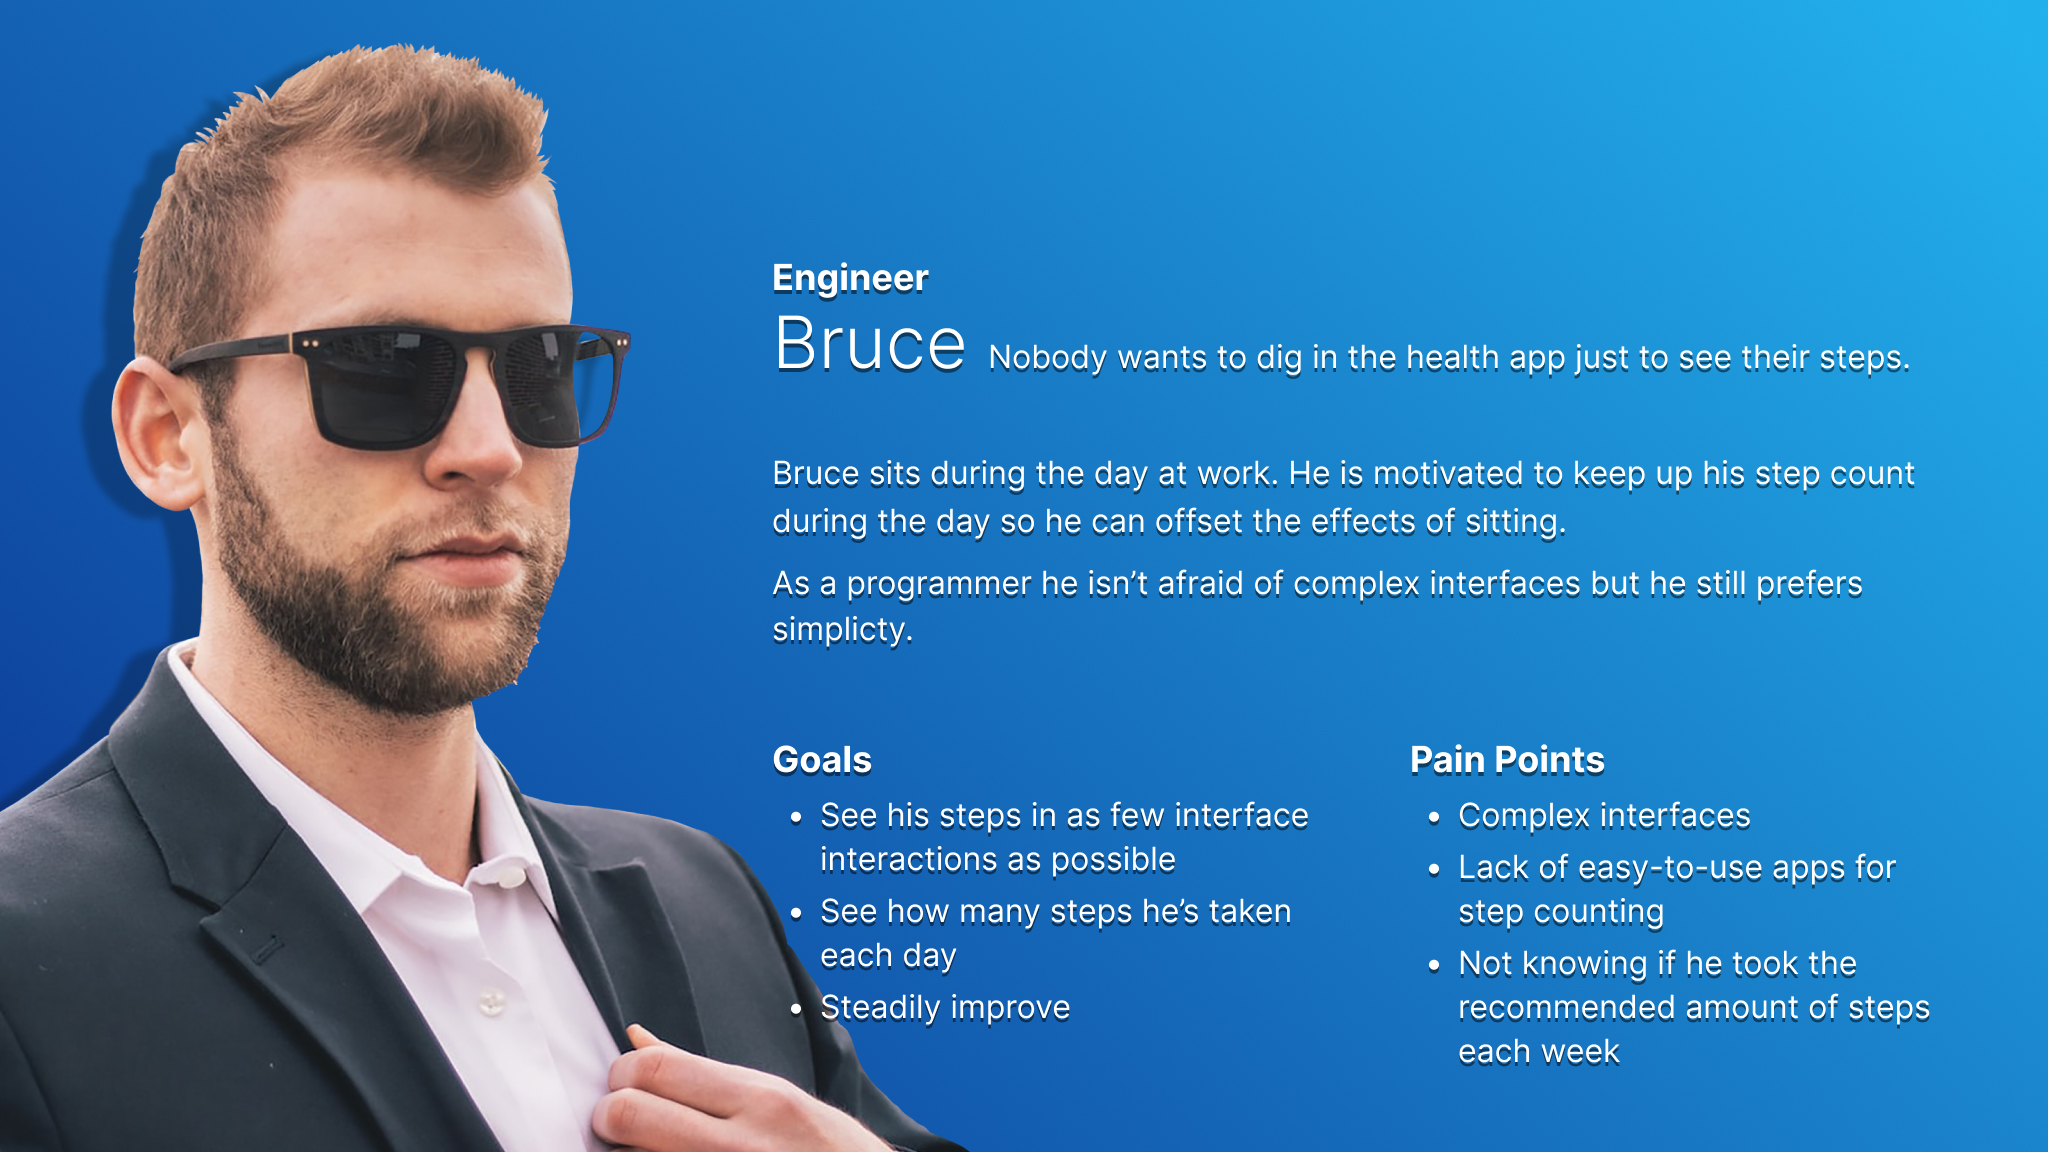 Engineer
Bruce Nobody wants to dig in the health app just to see their steps.
Bruce sits during the day at work. He is motivated to keep up his step count
during the day so he can offset the effects of sitting.
As a programmer he isn’t afraid of complex interfaces but he still prefers
simplicty.
Goals
• See his steps in as few interface
interactions as possible
• See how many steps he’s taken
each day
• Steadily improve
Pain Points
• Complex interfaces
• Lack of easy-to-use apps for
step counting
• Not knowing if he took the
recommended amount of steps
each week